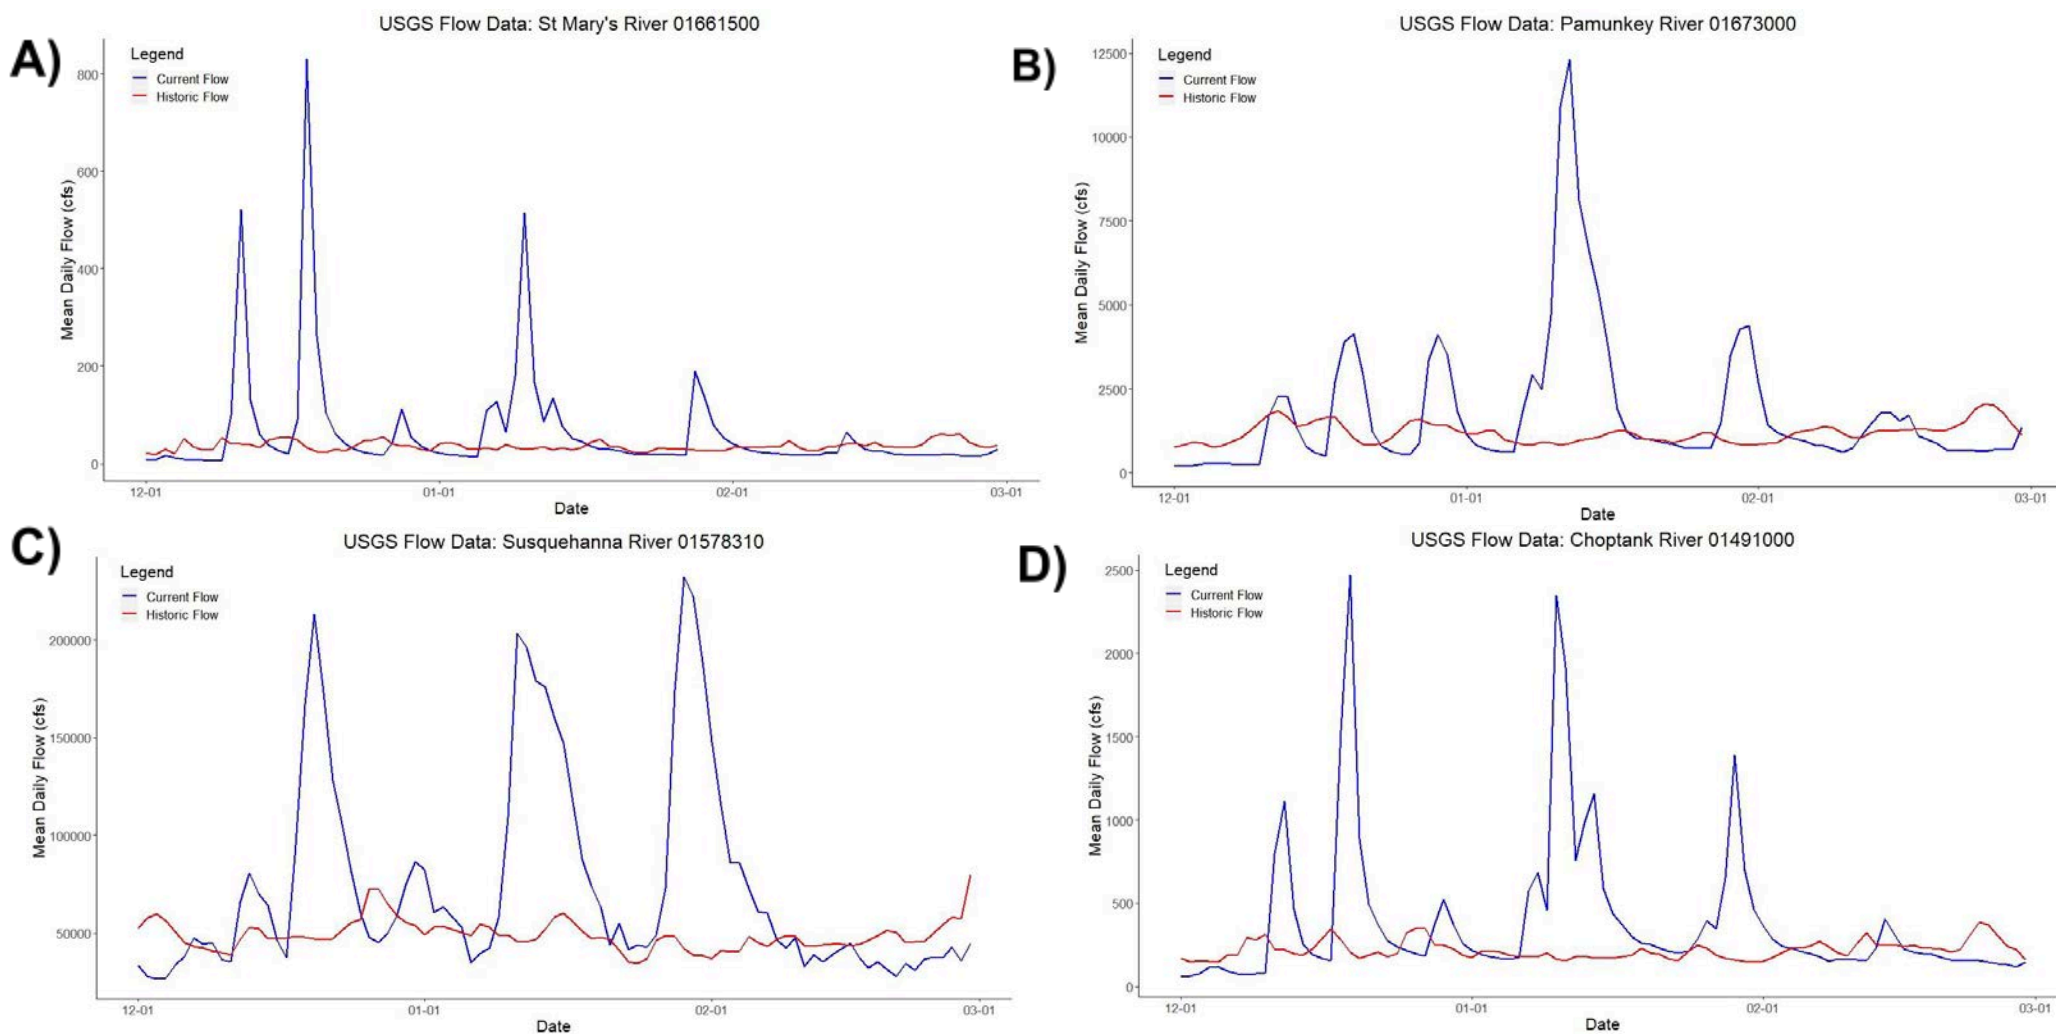 A)
USGS Flow Data: St Mary's River 01661500
Legend
Current Flow
Historic Flow
Mean Daily Flow (cfs)
800
600
400
200
0
12-01
01-01
02-01
03-01
Date
B)
USGS Flow Data: Pamunkey River 01673000
Legend
Current Flow
Historic Flow
Mean Daily Flow (cfs)
12500
10000
7500
5000
2500
0
12-01
01-01
02-01
03-01
Date
C)
USGS Flow Data: Susquehanna River 01578310
Legend
Current Flow
Historic Flow
Mean Daily Flow (cfs)
200000
150000
100000
50000
12-01
01-01
02-01
03-01
Date
D)
USGS Flow Data: Choptank River 01491000
Legend
Current Flow
Historic Flow
Mean Daily Flow (cfs)
2500
2000
1500
1000
500
0
12-01
01-01
02-01
03-01
Date